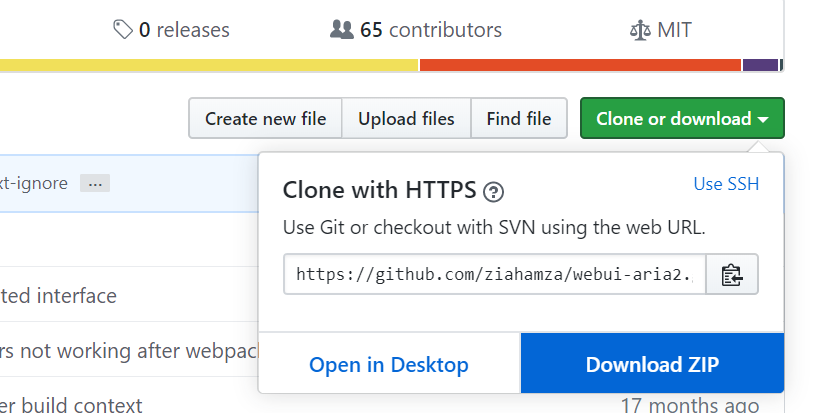 0 releases 65 contributors MIT
Create new file Upload files Find file Clone or download
xt-ignore ...
Clone with HTTPS ? Use SSH
Use Git or checkout with SVN using the web URL.
https://github.com/ziahamza/webui-aria2.
ted interface
rs not working after webpac
Open in Desktop Download ZIP
er build context 17 months ago